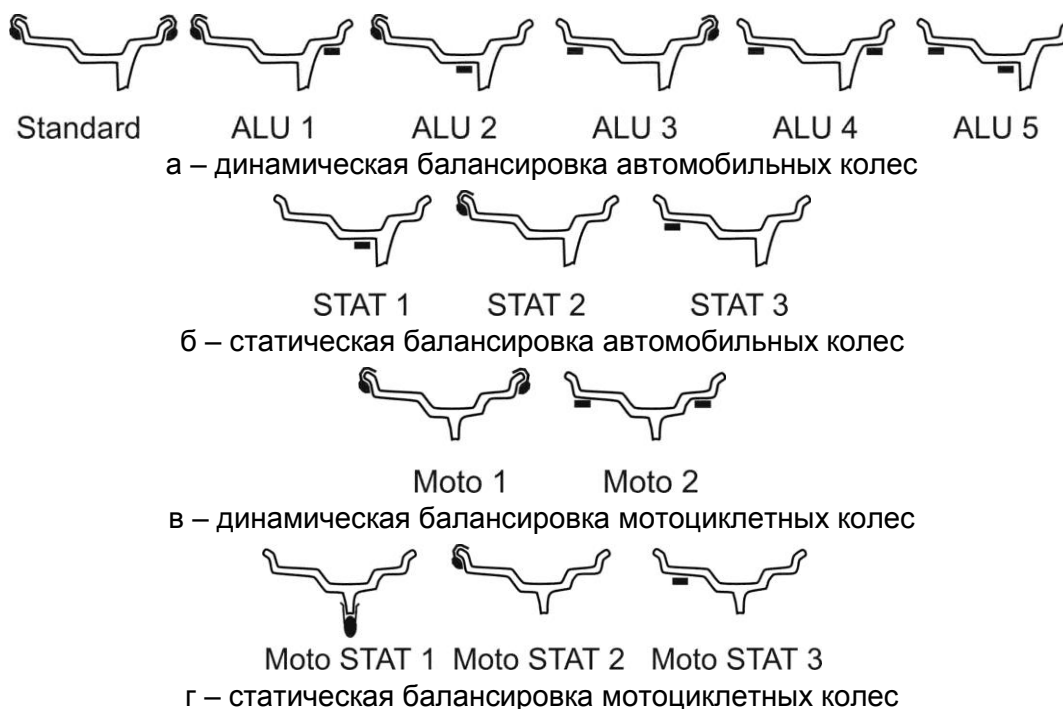 Standard ALU 1 ALU 2 ALU 3 ALU 4 ALU 5
а – динамическая балансировка автомобильных колес
STAT 1 STAT 2 STAT 3
б – статическая балансировка автомобильных колес
Moto 1 Moto 2
в – динамическая балансировка мотоциклетных колес
Moto STAT 1 Moto STAT 2 Moto STAT 3
г – статическая балансировка мотоциклетных колес